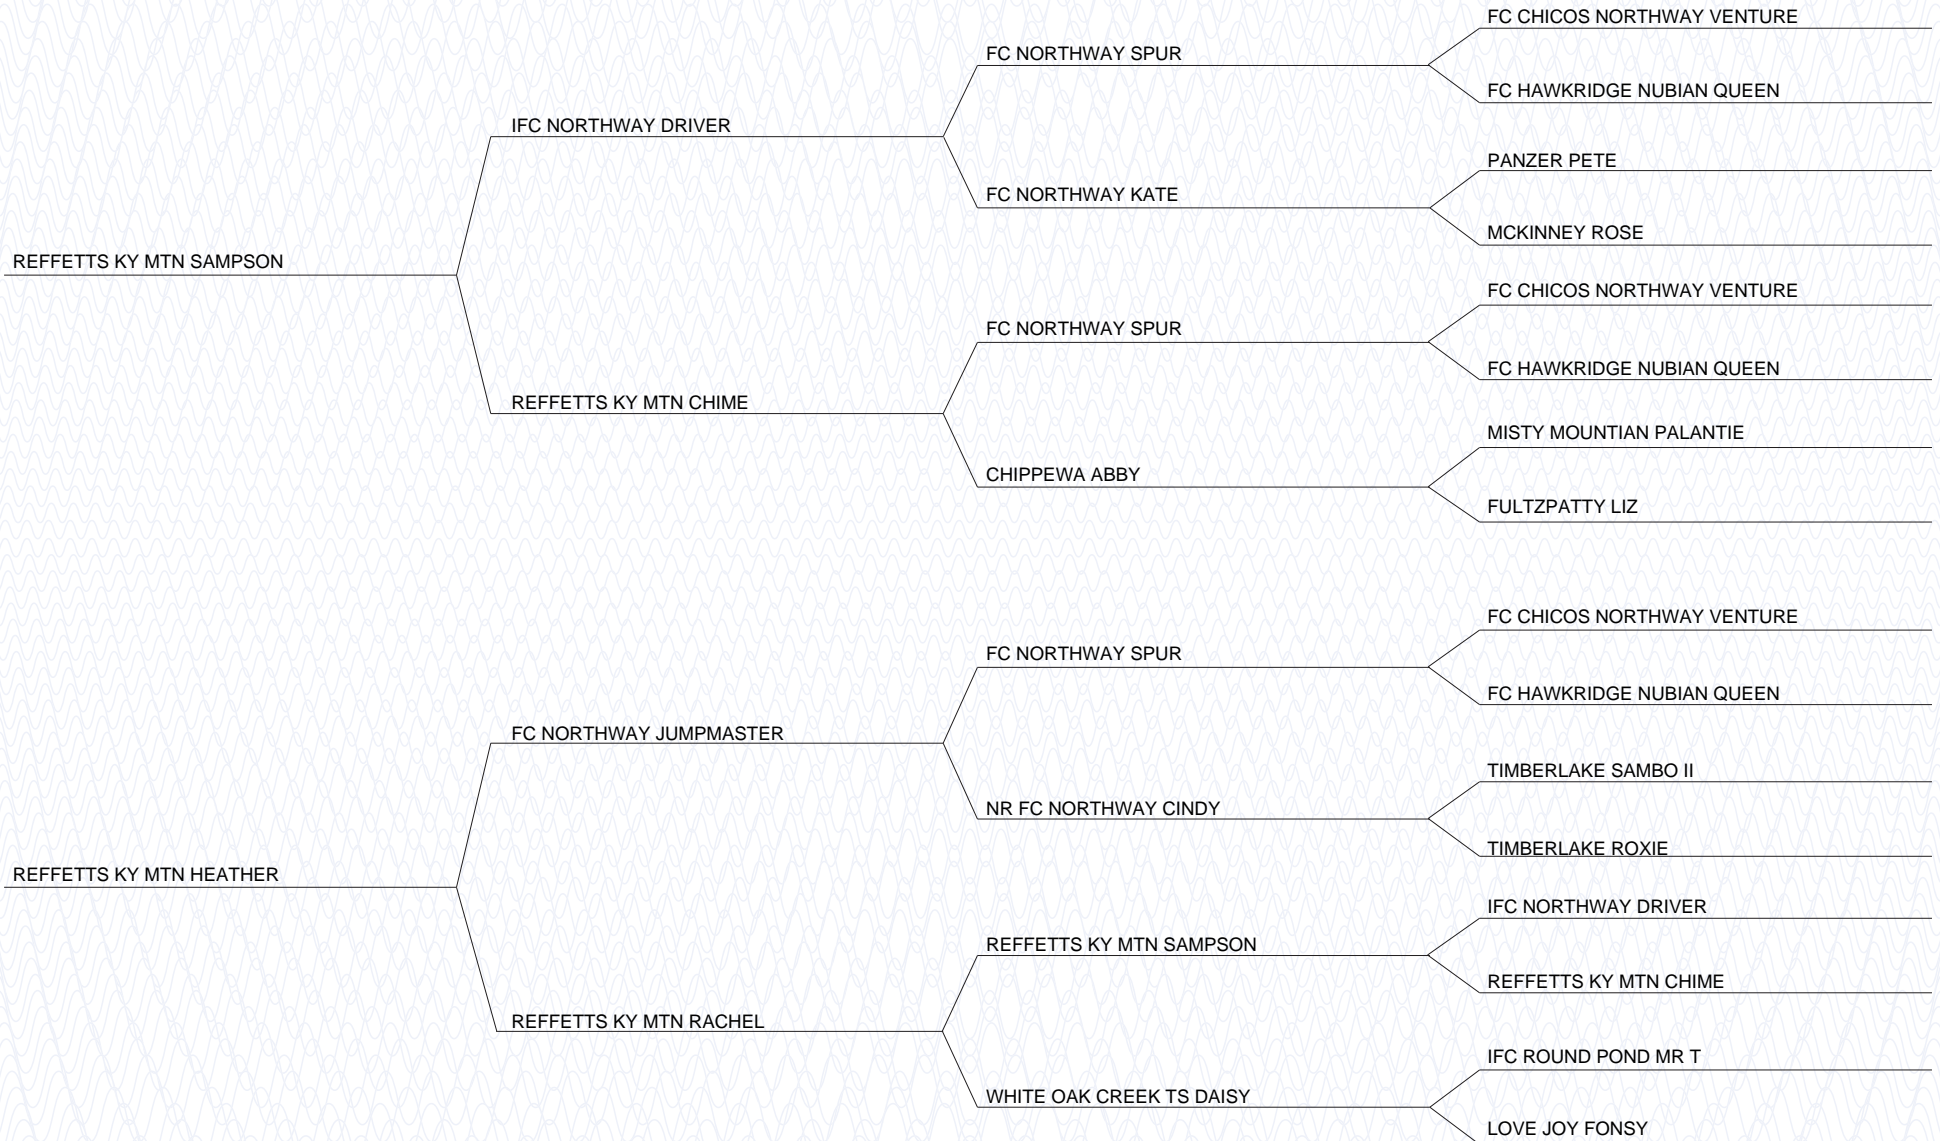 FC CHICOS NORTHWAY VENTURE
FC NORTHWAY SPUR
FC HAWKRIDGE NUBIAN QUEEN
IFC NORTHWAY DRIVER
PANZER PETE
FC NORTHWAY KATE
MCKINNEY ROSE
REFFETTS KY MTN SAMPSON
FC CHICOS NORTHWAY VENTURE
FC NORTHWAY SPUR
FC HAWKRIDGE NUBIAN QUEEN
REFFETTS KY MTN CHIME
MISTY MOUNTIAN PALANTIE
CHIPPEWA ABBY
FULTZPATTY LIZ
FC CHICOS NORTHWAY VENTURE
FC NORTHWAY SPUR
FC HAWKRIDGE NUBIAN QUEEN
FC NORTHWAY JUMPMASTER
TIMBERLAKE SAMBO II
NR FC NORTHWAY CINDY
TIMBERLAKE ROXIE
REFFETTS KY MTN HEATHER
IFC NORTHWAY DRIVER
REFFETTS KY MTN SAMPSON
REFFETTS KY MTN CHIME
REFFETTS KY MTN RACHEL
IFC ROUND POND MR T
WHITE OAK CREEK TS DAISY
LOVE JOY FONSY